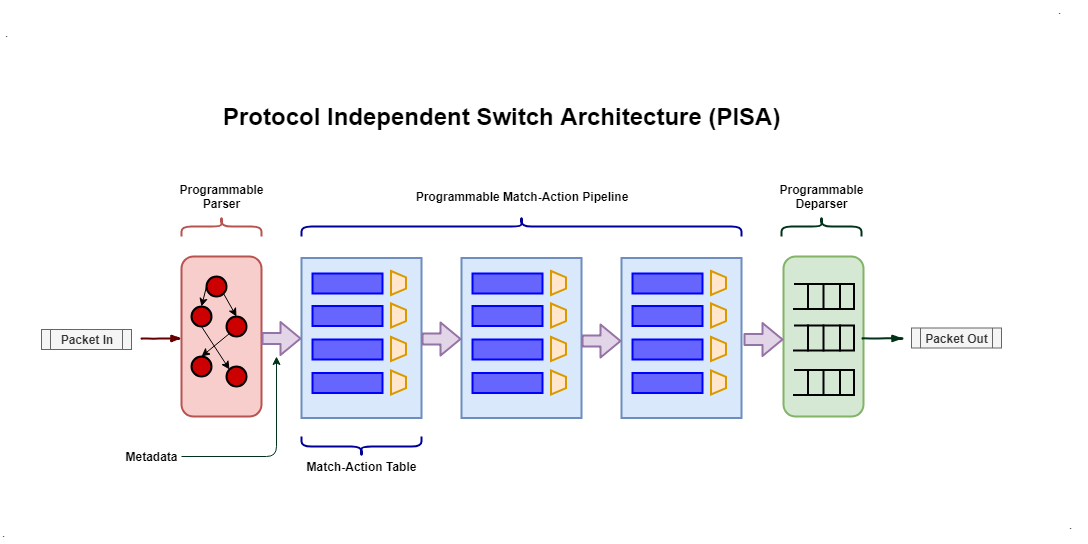 Protocol Independent Switch Architecture (PISA)
Programmable
Parser
Programmable Match-Action Pipeline
Programmable
Deparser
Packet In
Packet Out
Metadata
Match-Action Table